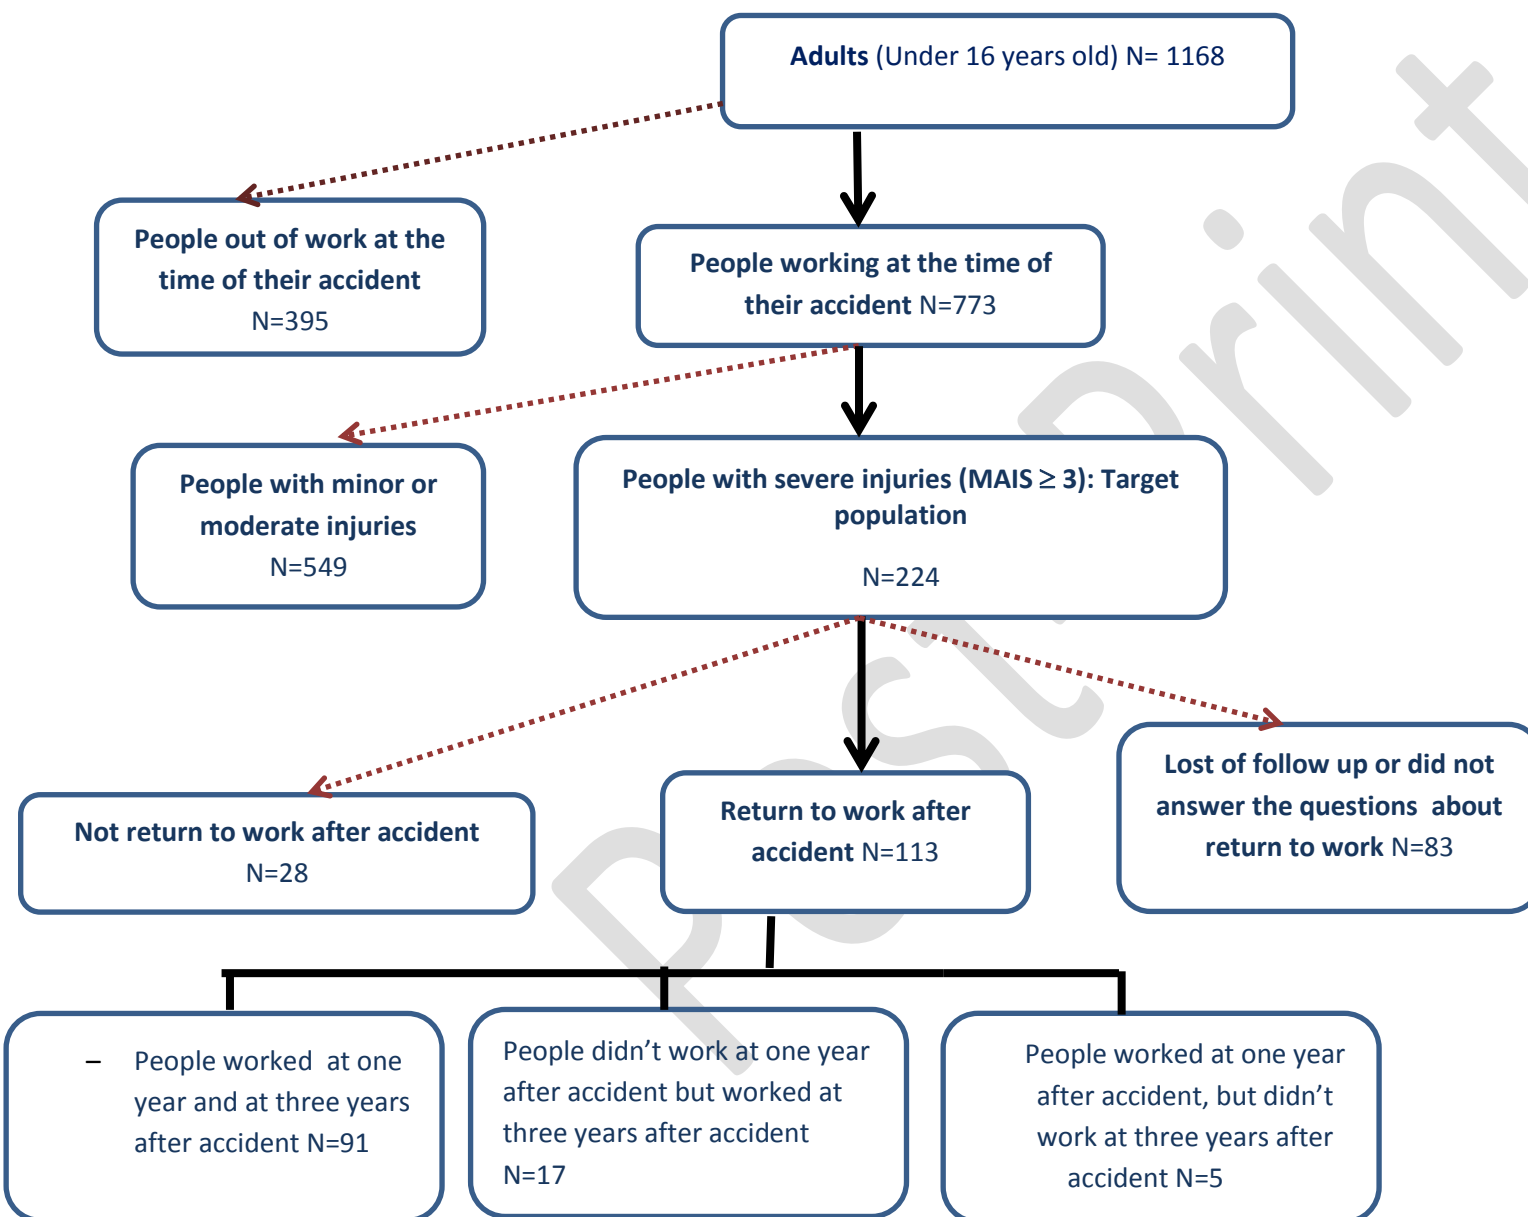 Adults (Under 16 years old) N= 1168
People out of work at the
time of their accident
N=395
People working at the time of
their accident N=773
People with minor or
moderate injuries
N=549
People with severe injuries (MAIS ≥ 3): Target
population
N=224
Not return to work after accident
N=28
Return to work after
accident N=113
Lost of follow up or did not
answer the questions  about
return to work N=83
–    People worked  at one
year and at three years
after accident N=91
People didn’t work at one year
after accident but worked at
three years after accident
N=17
People worked at one year
after accident, but didn’t
work at three years after
accident N=5
Post-Print